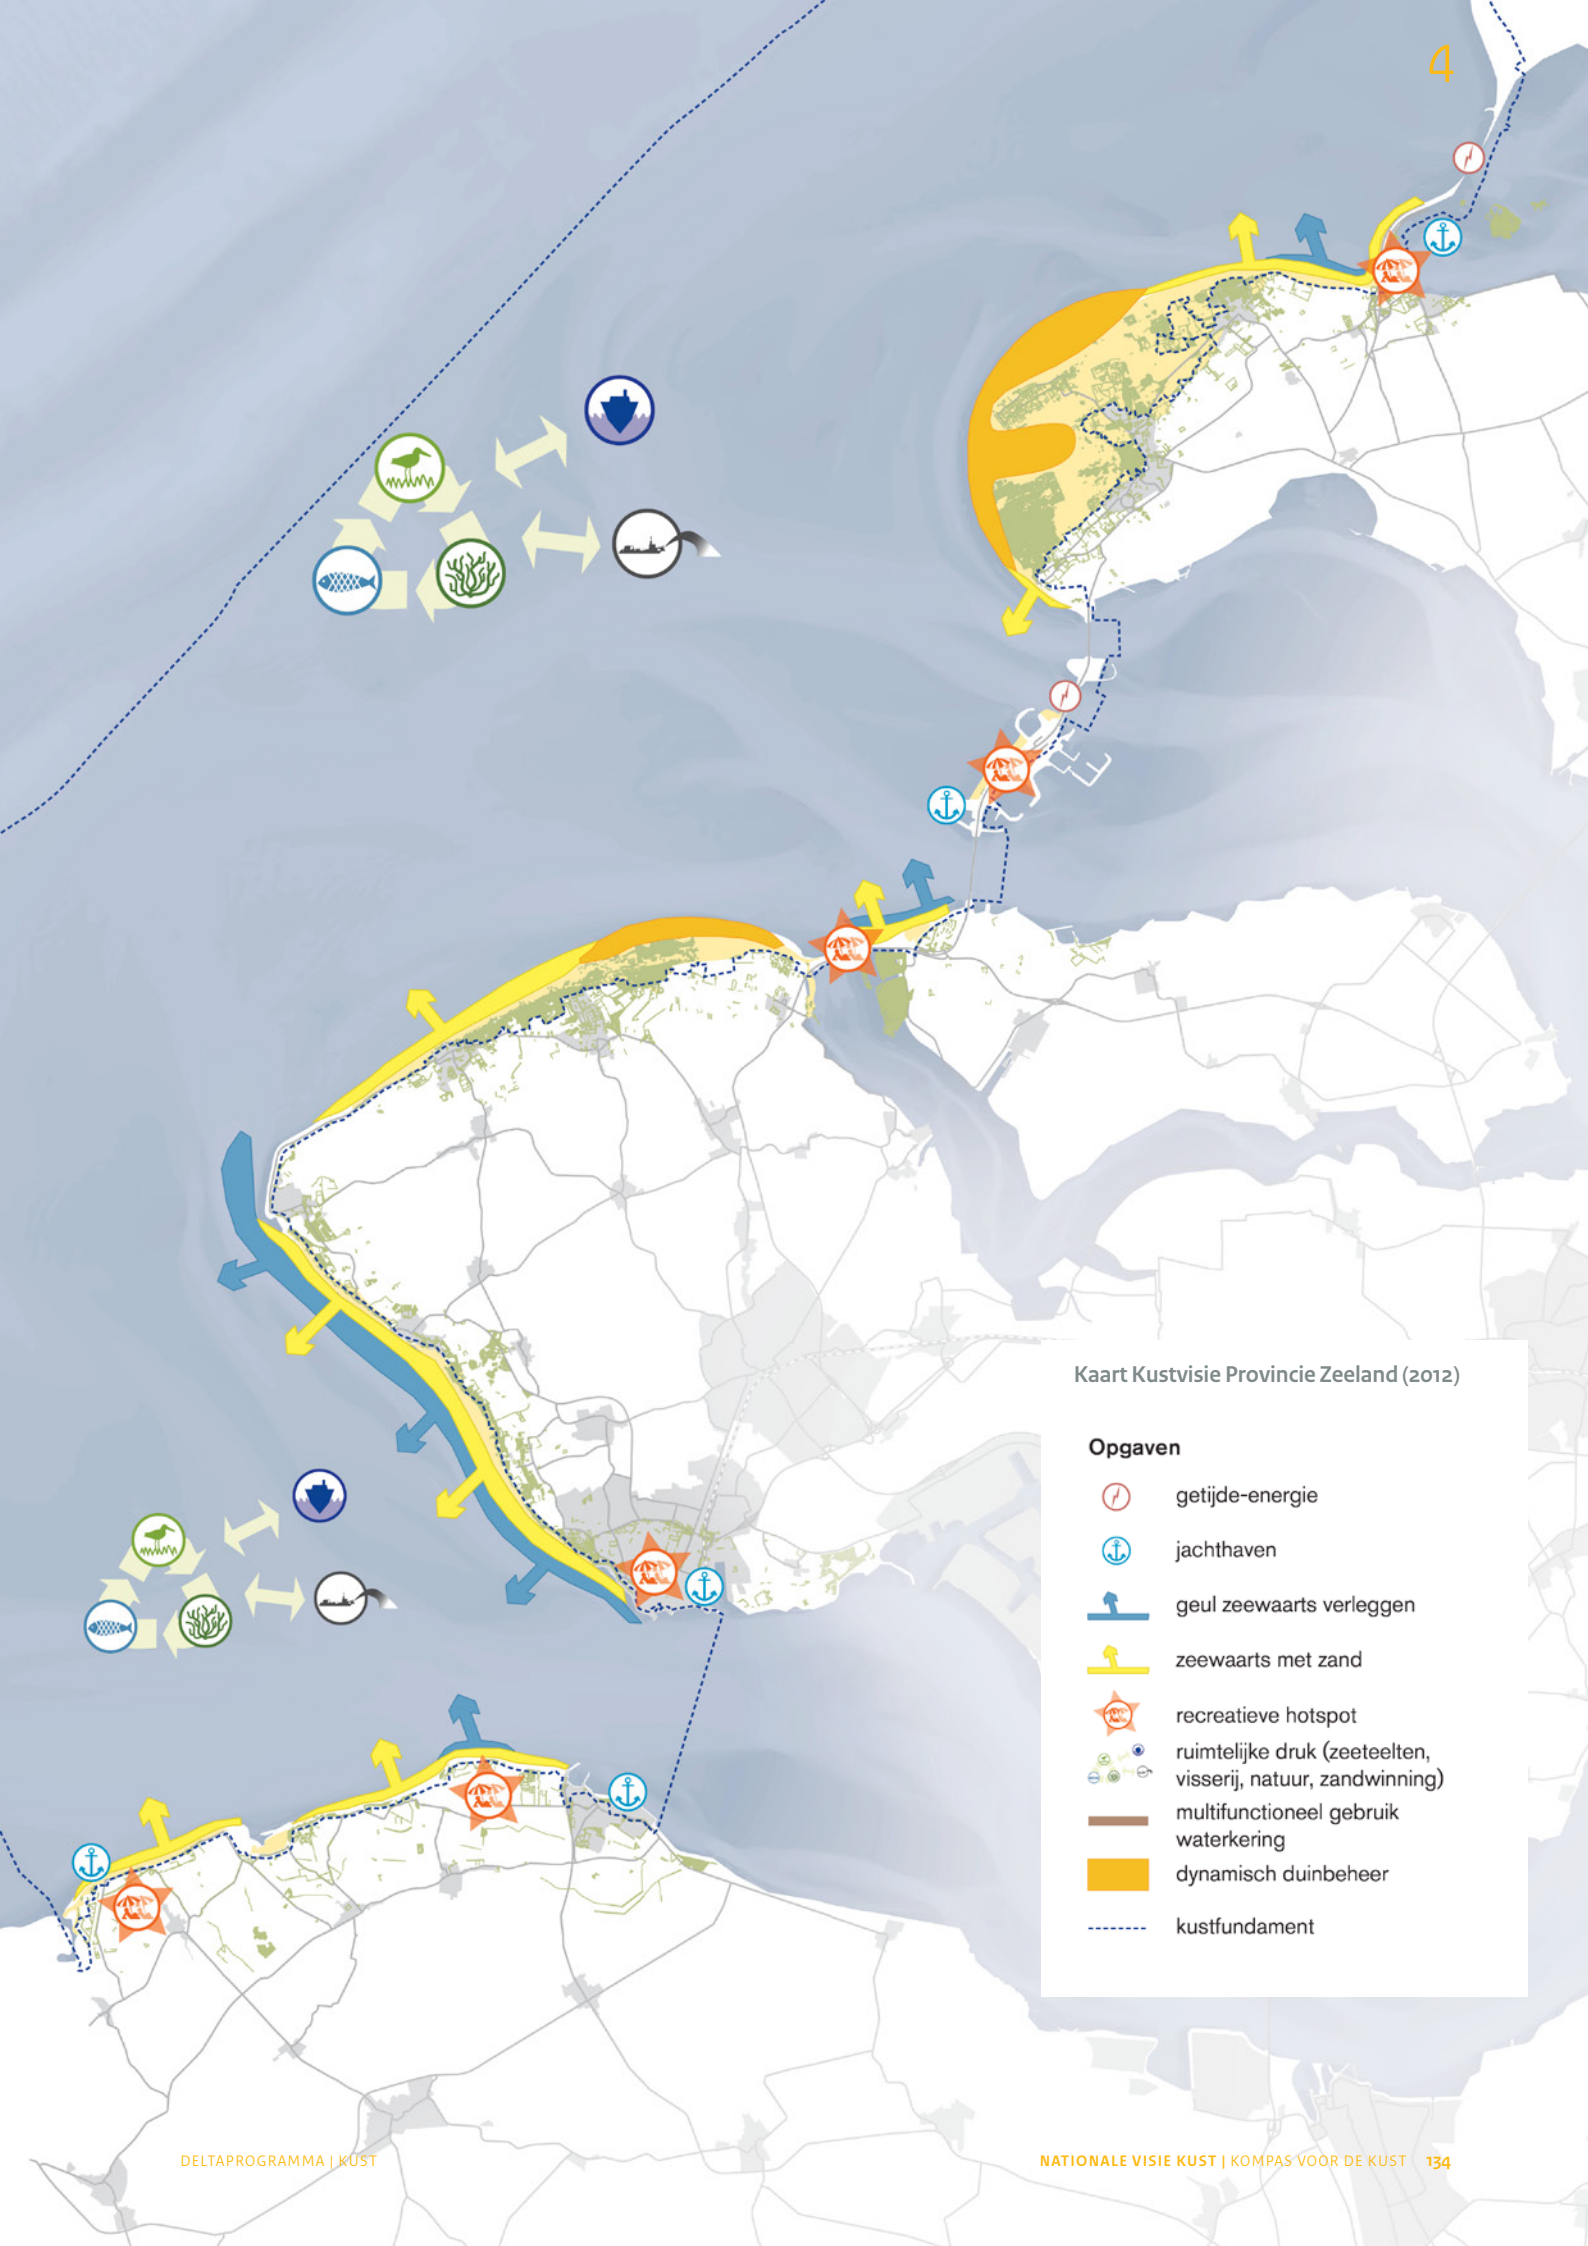 4
Kaart Kustvisie Provincie Zeeland (2012)
Opgaven
getijde-energie
jachthaven
geul zeewaarts verleggen
zeewaarts met zand
recreatieve hotspot
ruimtelijke druk (zeeteelten,
visserij, natuur, zandwinning)
multifunctioneel gebruik
waterkering
dynamisch duinbeheer
kustfundament
DELTAPROGRAMMA | KUST
NATIONALE VISIE KUST | KOMPAS VOOR DE KUST 134